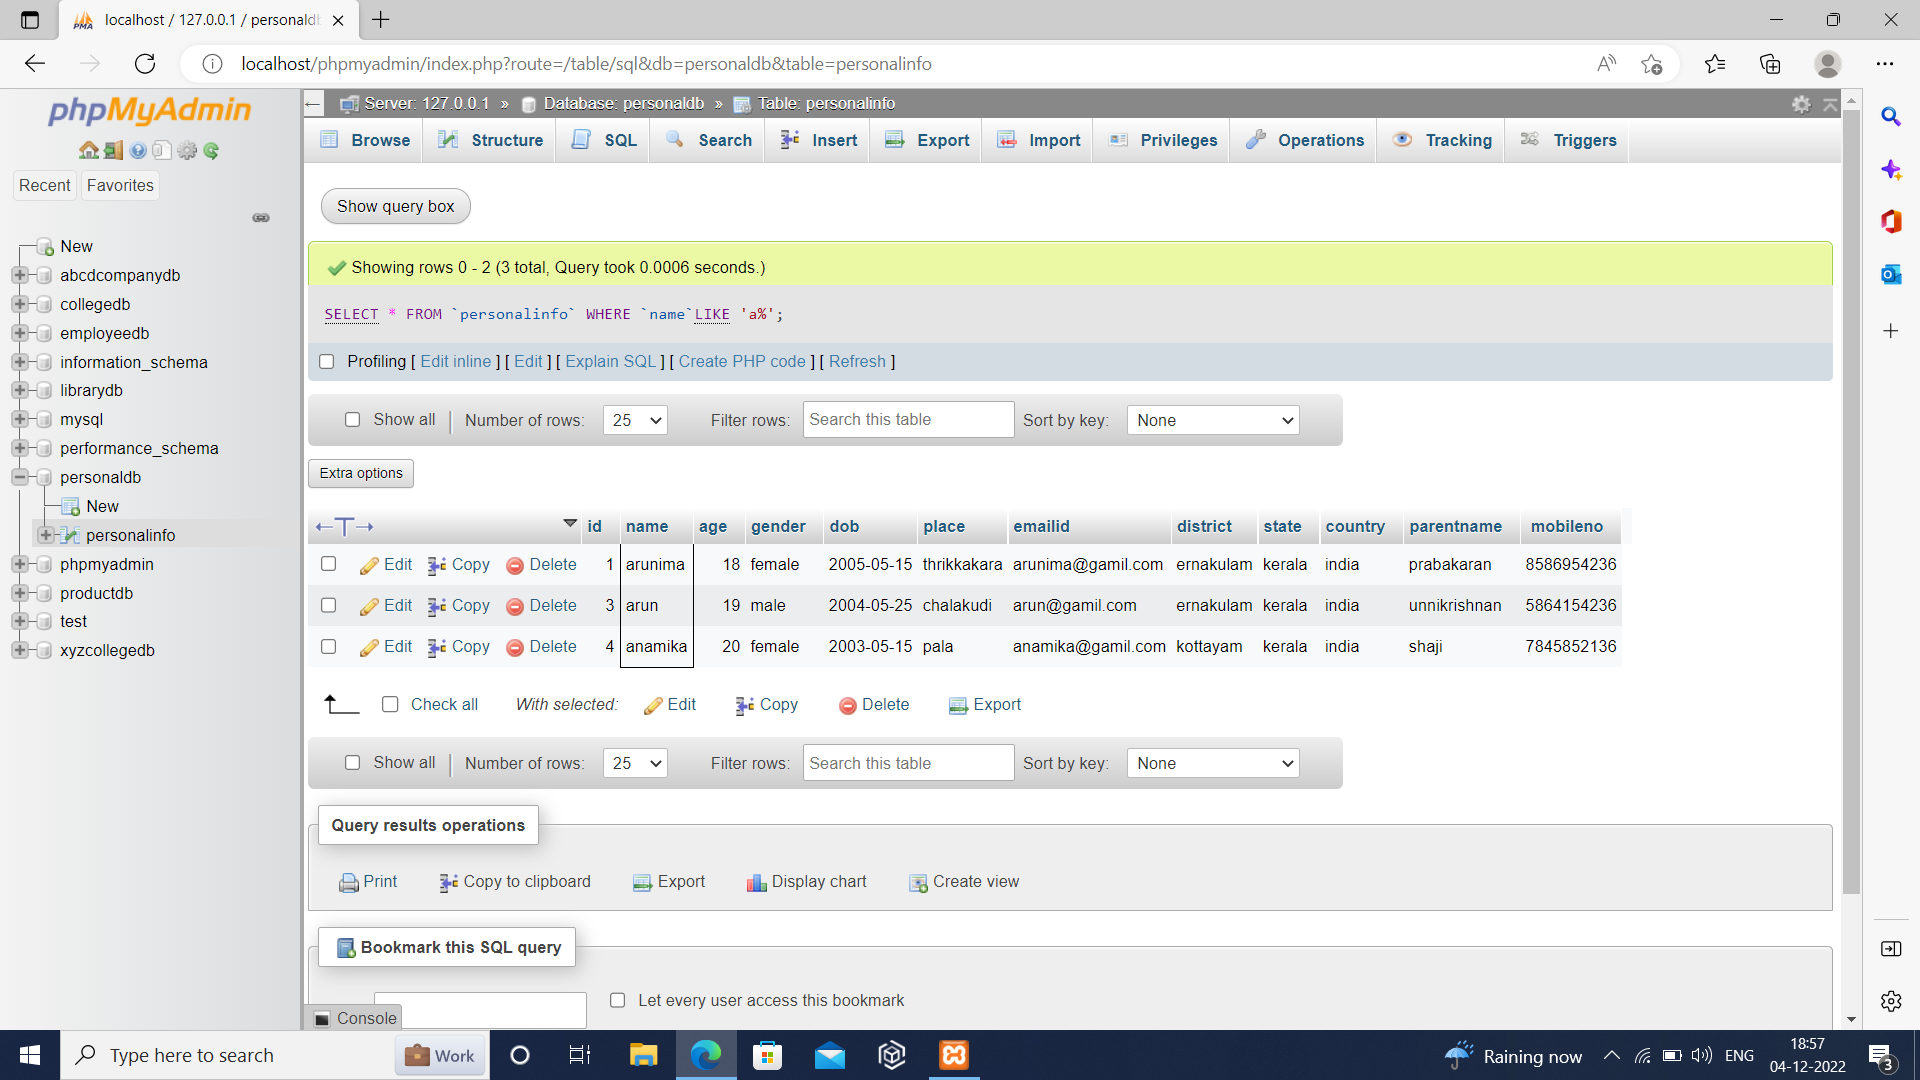 localhost / 127.0.0.1 / personaldb
localhost/phpmyadmin/index.php?route=/table/sql&db=personaldb&table=personalinfo
phpMyAdmin
Recent Favorites
New
abcdcompanydb
collegedb
employeedb
information_schema
librarydb
mysql
performance_schema
personaldb
New
personalinfo
phpmyadmin
productdb
test
xyzcollegedb
Server: 127.0.0.1 » Database: personaldb » Table: personalinfo
Browse Structure SQL Search Insert Export Import Privileges Operations Tracking Triggers
Show query box
Showing rows 0 - 2 (3 total, Query took 0.0006 seconds.)
SELECT * FROM `personalinfo` WHERE `name`LIKE 'a%';
Profiling [ Edit inline ] [ Edit ] [ Explain SQL ] [ Create PHP code ] [ Refresh ]
Show all Number of rows: 25 Filter rows: Search this table Sort by key: None
Extra options
←T→ id name age gender dob place emailid district state country parentname mobileno
Edit Copy Delete 1 arunima 18 female 2005-05-15 thrikkakara arunima@gamil.com ernakulam kerala india prabakaran 8586954236
Edit Copy Delete 3 arun 19 male 2004-05-25 chalakudi arun@gamil.com ernakulam kerala india unnikrishnan 5864154236
Edit Copy Delete 4 anamika 20 female 2003-05-15 pala anamika@gamil.com kottayam kerala india shaji 7845852136
Check all With selected: Edit Copy Delete Export
Show all Number of rows: 25 Filter rows: Search this table Sort by key: None
Query results operations
Print Copy to clipboard Export Display chart Create view
Bookmark this SQL query
Let every user access this bookmark
Console
Type here to search Work Raining now ENG 18:57
04-12-2022 3